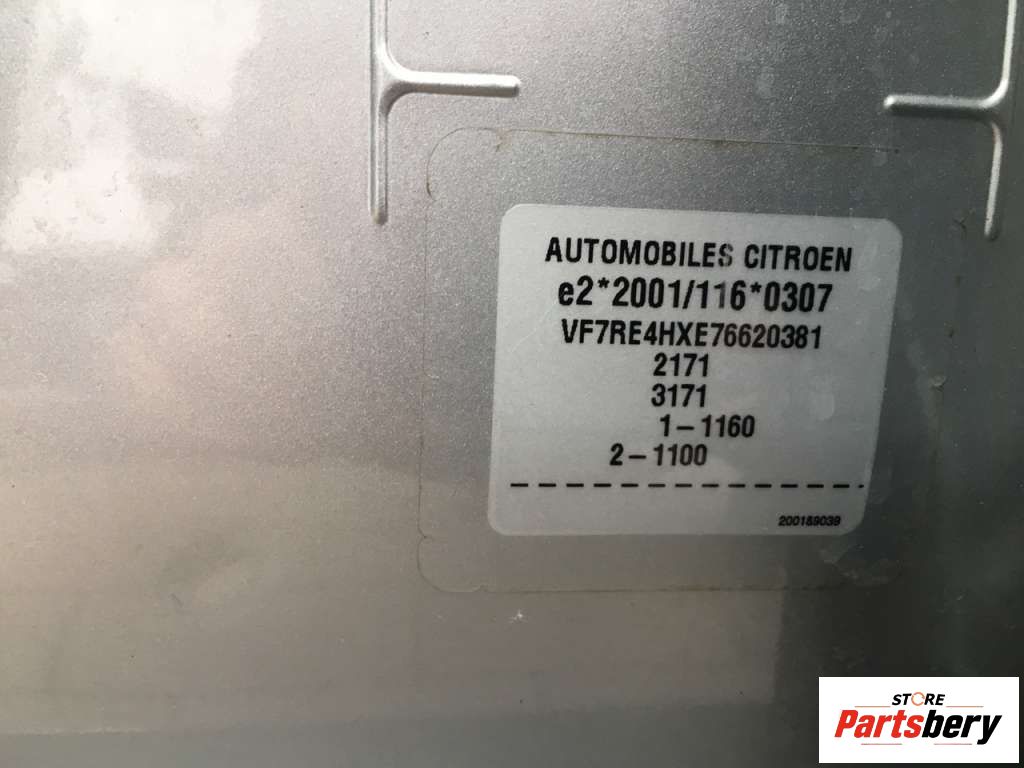 AUTOMOBILES CITROEN
e2*2001/116*0307
VF7RE4HXE76620381
2171
3171
1-1160
2-1100
200189039
STORE
Partsbery